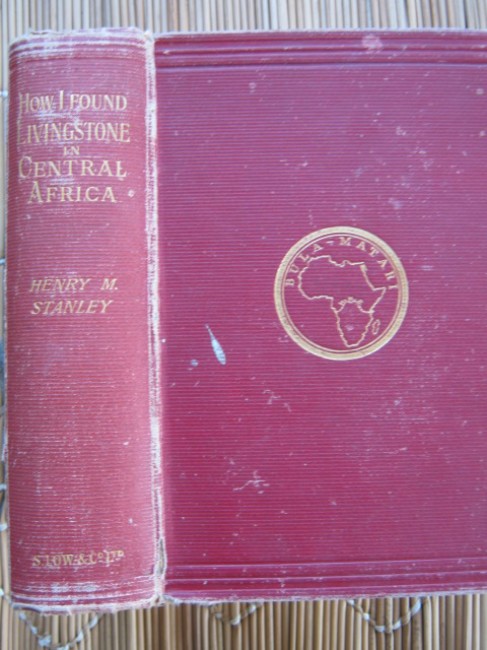 HOW I FOUND
LIVINGSTONE
IN
CENTRAL
AFRICA
HENRY M.
STANLEY
S. LOW & Co LTD
BULA-MATARI